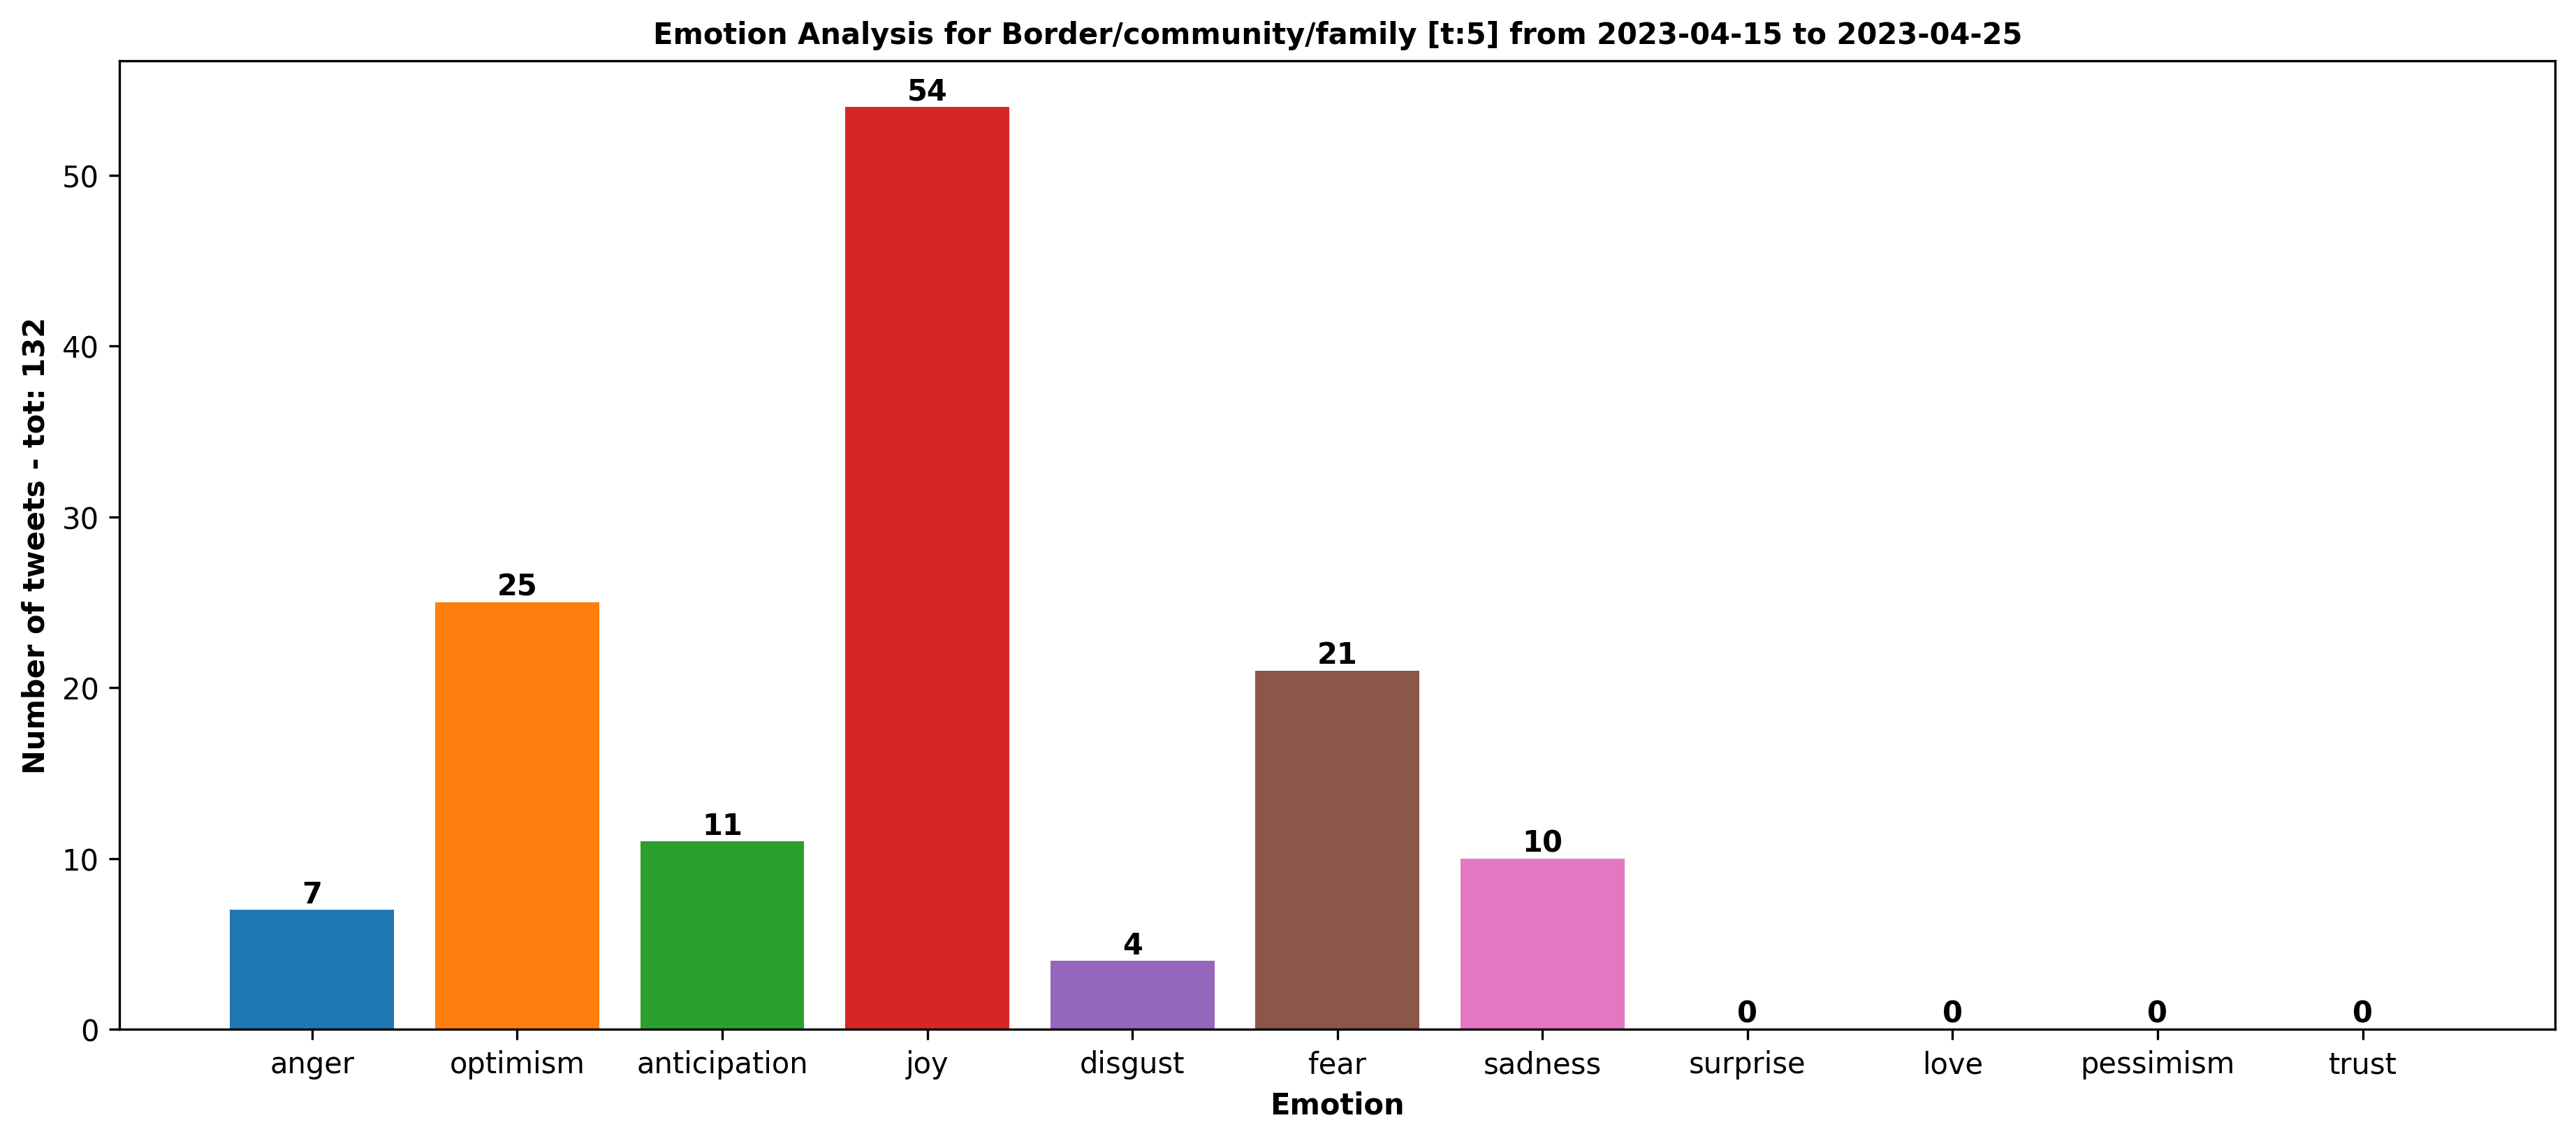 Emotion Analysis for Border/community/family [t:5] from 2023-04-15 to 2023-04-25
Number of tweets - tot: 132
50
40
30
20
10
0
7
25
11
54
4
21
10
0
0
0
0
anger
optimism
anticipation
joy
disgust
fear
sadness
surprise
love
pessimism
trust
Emotion